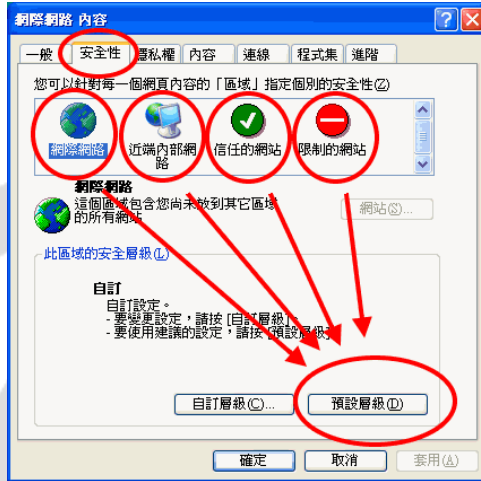 網際網路 內容
一般 安全性 隱私權 內容 連線 程式集 進階
您可以針對每一個網頁內容的「區域」指定個別的安全性(Z)
網際網路 近端內部網路 信任的網站 限制的網站
網際網路
這個區域包含您尚未放到其它區域
的所有網站
網站(S)...
此區域的安全層級(L)
自訂
自訂設定。
- 要變更設定，請按 [自訂層級]。
- 要使用建議的設定，請按 [預設層級]
自訂層級(C)... 預設層級(D)
確定 取消 套用(A)